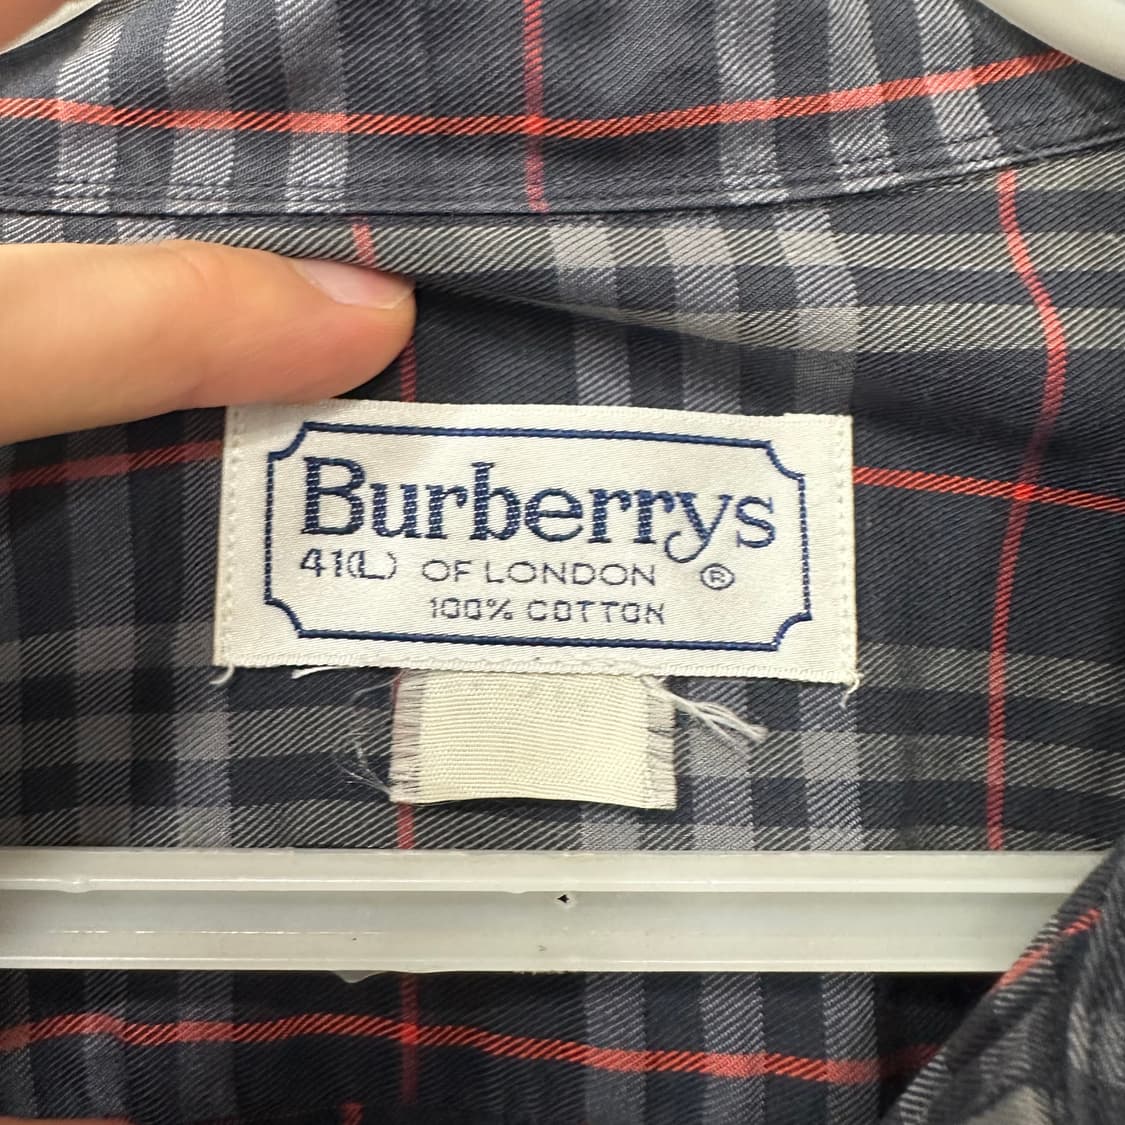 Burberrys
41(L) OF LONDON ®
100% COTTON